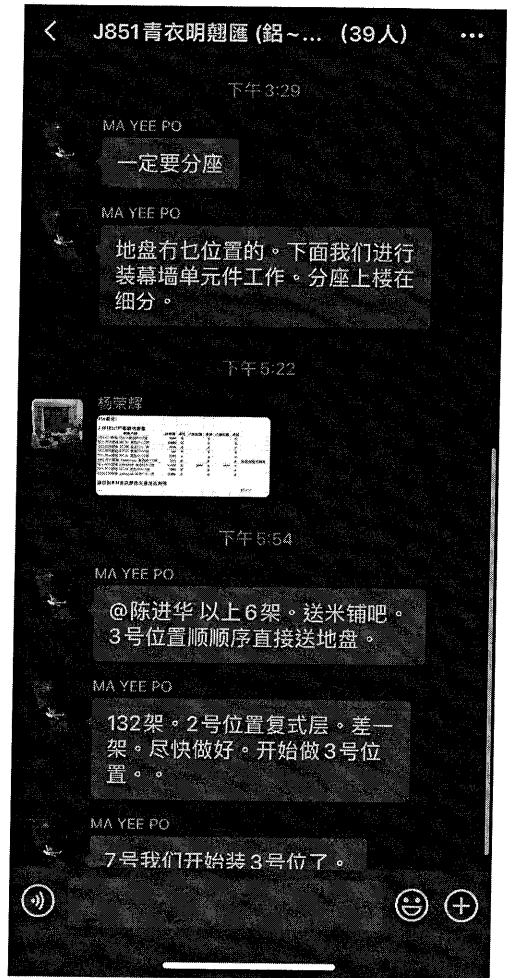 J851青衣明翹匯 (鋁~... (39人)
下午 3:29
MA YEE PO
一定要分座
MA YEE PO
地盘冇乜位置的。下面我们进行
装幕墙单元件工作。分座上楼在
细分。
下午 5:22
杨荣辉
下午 5:54
MA YEE PO
@陈进华 以上6架。送米铺吧。
3号位置顺顺序直接送地盘。
MA YEE PO
132架。2号位置复式层。差一
架。尽快做好。开始做3号位
置。。
MA YEE PO
7号我们开始装3号位了。